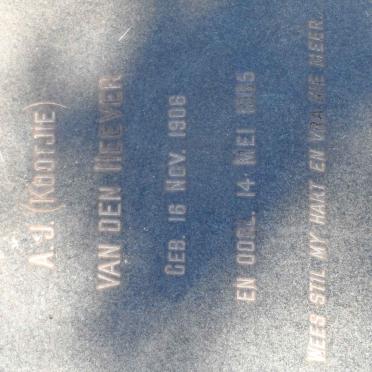 A.J. (KOOTJIE)
VAN DEN HEEVER
GEB. 16 NOV. 1906
EN OORL. 14 MEI 1985
WEES STIL MY HART EN VRA NIE MEER.